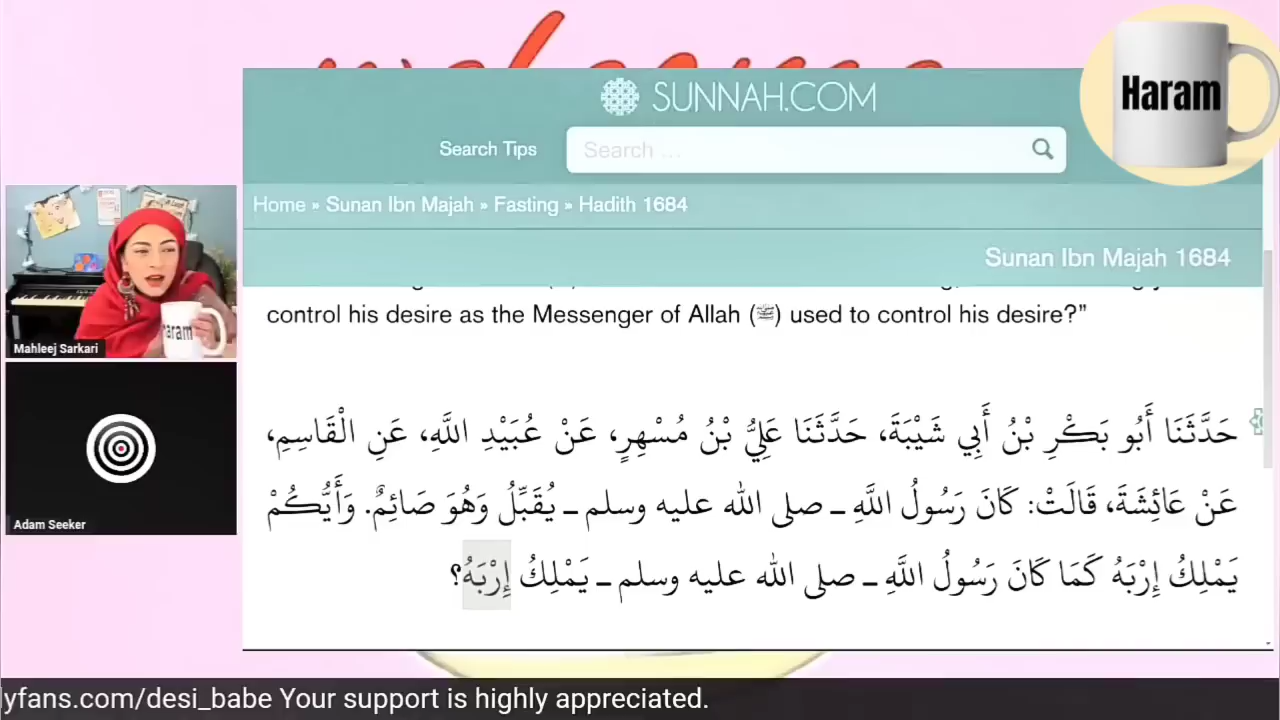 SUNNAH.COM
Haram
Search Tips
Search ...
Home » Sunan Ibn Majah » Fasting » Hadith 1684
Sunan Ibn Majah 1684
control his desire as the Messenger of Allah (ﷺ) used to control his desire?”
haram
Mahleej Sarkari
حَدَّثَنَا أَبُو بَكْرِ بْنُ أَبِي شَيْبَةَ، حَدَّثَنَا عَلِيُّ بْنُ مُسْهِرٍ، عَنْ عُبَيْدِ اللَّهِ، عَنِ الْقَاسِمِ،
عَنْ عَائِشَةَ، قَالَتْ: كَانَ رَسُولُ اللَّهِ ـ صلى الله عليه وسلم ـ يُقَبِّلُ وَهُوَ صَائِمٌ. وَأَيُّكُمْ
يَمْلِكُ إِرْبَهُ كَمَا كَانَ رَسُولُ اللَّهِ ـ صلى الله عليه وسلم ـ يَمْلِكُ إِرْبَهُ؟
Adam Seeker
lyfans.com/desi_babe Your support is highly appreciated.